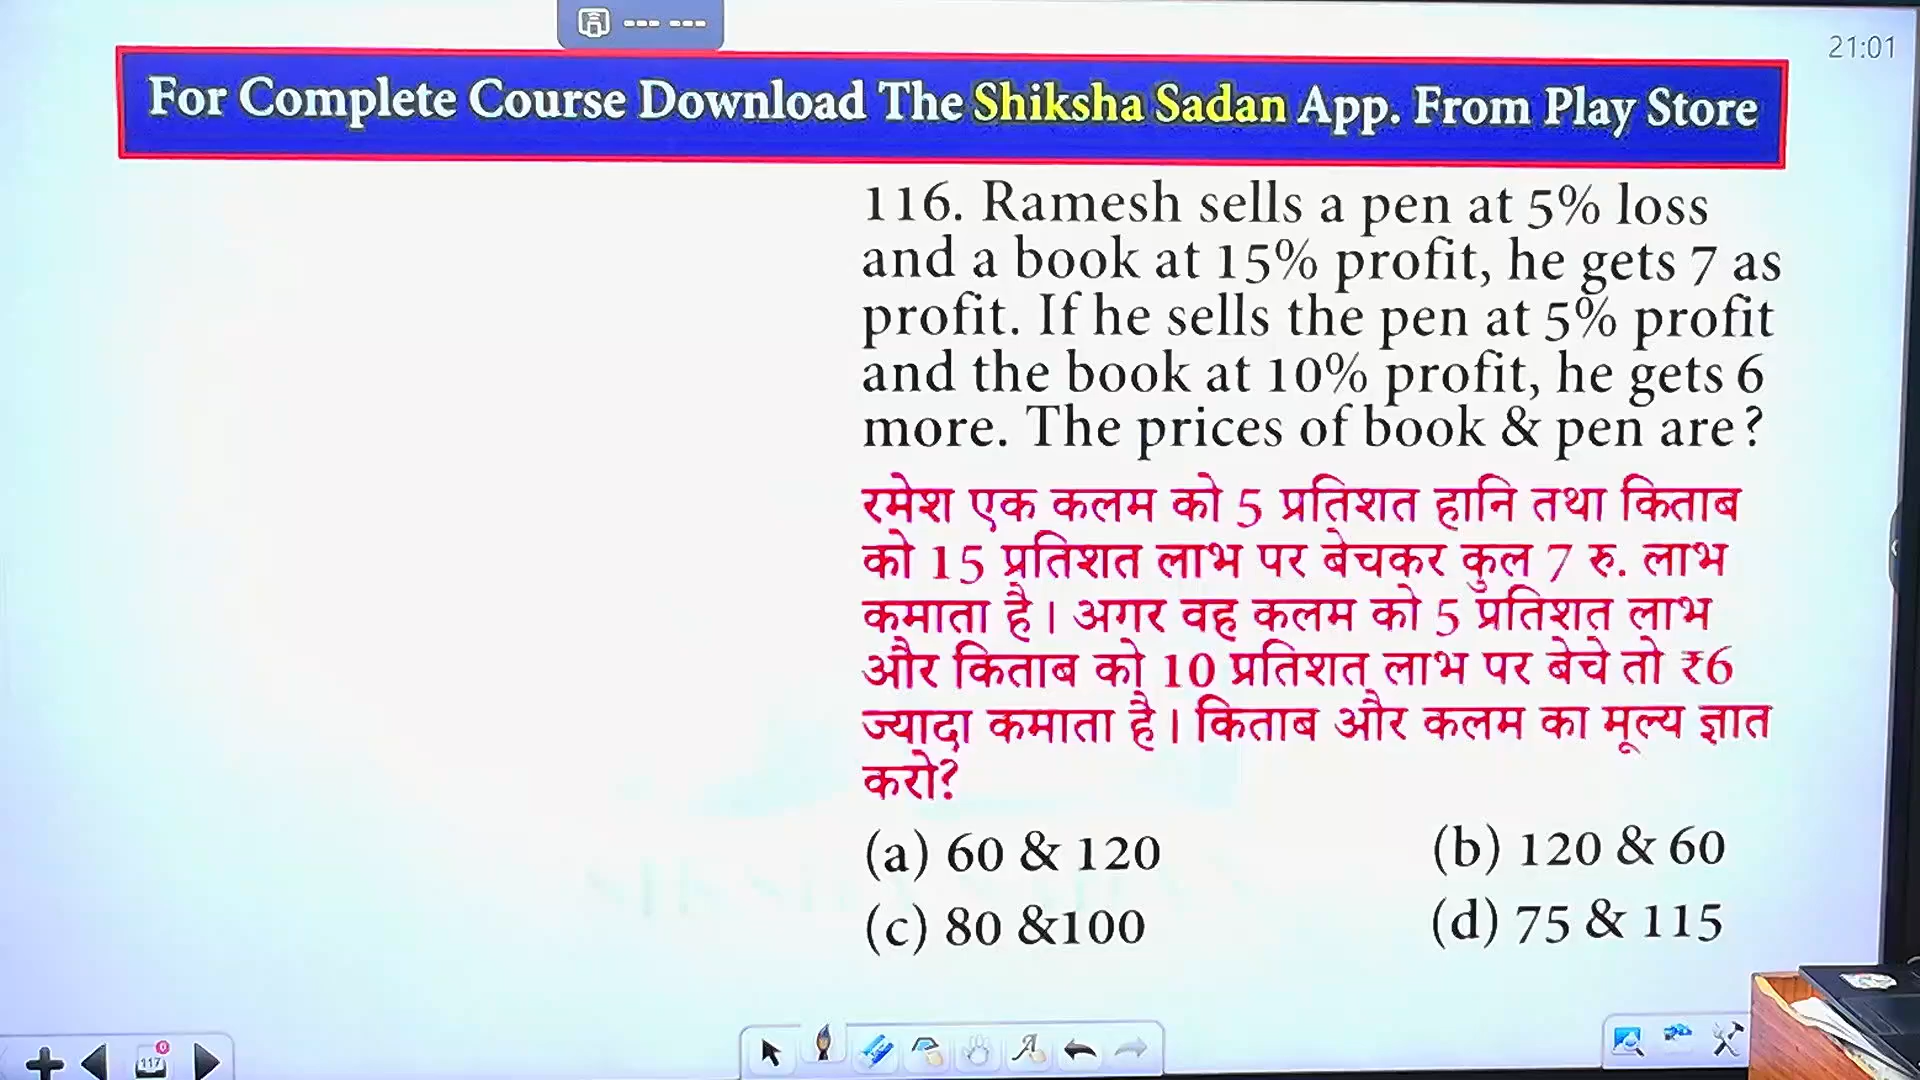 21:01
For Complete Course Download The Shiksha Sadan App. From Play Store
116. Ramesh sells a pen at 5% loss
and a book at 15% profit, he gets 7 as
profit. If he sells the pen at 5% profit
and the book at 10% profit, he gets 6
more. The prices of book & pen are?
रमेश एक कलम को 5 प्रतिशत हानि तथा किताब
को 15 प्रतिशत लाभ पर बेचकर कुल 7 रु. लाभ
कमाता है। अगर वह कलम को 5 प्रतिशत लाभ
और किताब को 10 प्रतिशत लाभ पर बेचे तो ₹6
ज्यादा कमाता है। किताब और कलम का मूल्य ज्ञात
करो?
(a) 60 & 120 (b) 120 & 60
(c) 80 &100 (d) 75 & 115
117 0